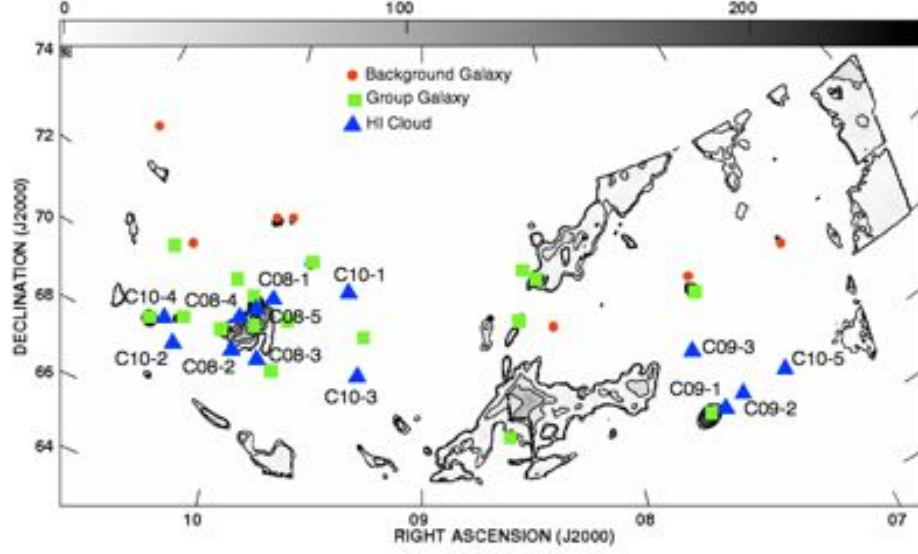 0 100 200
74
Background Galaxy
Group Galaxy
HI Cloud
72
70
68
66
64
DECLINATION (J2000)
C10-1
C08-1
C10-4 C08-4
C08-5
C10-2
C08-2 C08-3
C10-3
C09-3
C10-5
C09-1
C09-2
10 09 08 07
RIGHT ASCENSION (J2000)